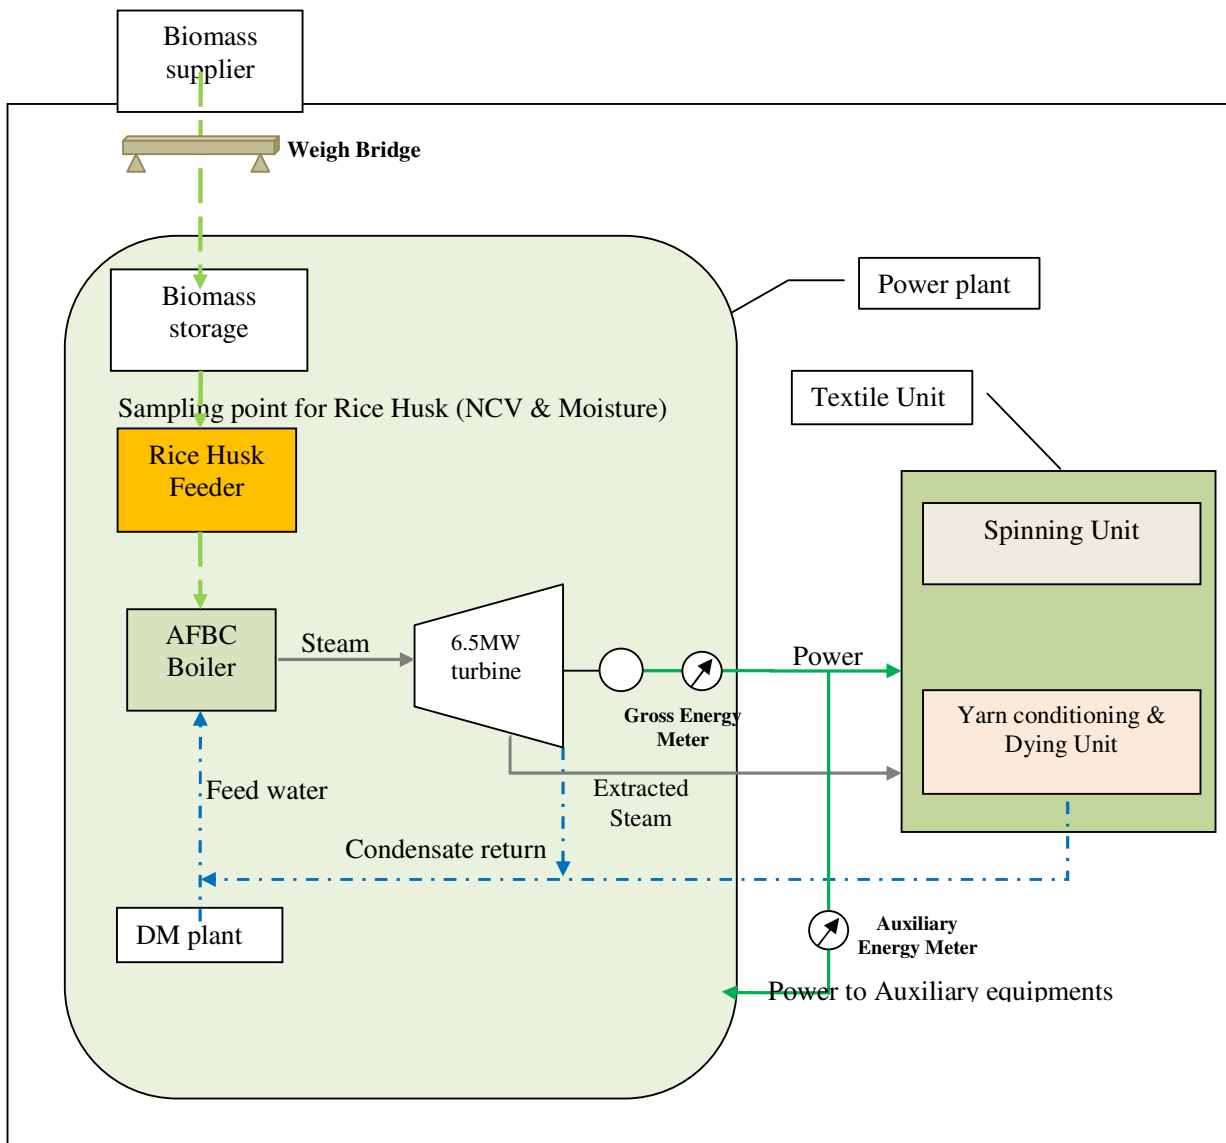 Biomass
supplier
Weigh Bridge
Biomass
storage
Power plant
Textile Unit
Sampling point for Rice Husk (NCV & Moisture)
Rice Husk
Feeder
Spinning Unit
AFBC
Boiler
Steam
6.5MW
turbine
Power
Gross Energy
Meter
Yarn conditioning &
Dying Unit
Feed water
Extracted
Steam
Condensate return
DM plant
Auxiliary
Energy Meter
Power to Auxiliary equipments